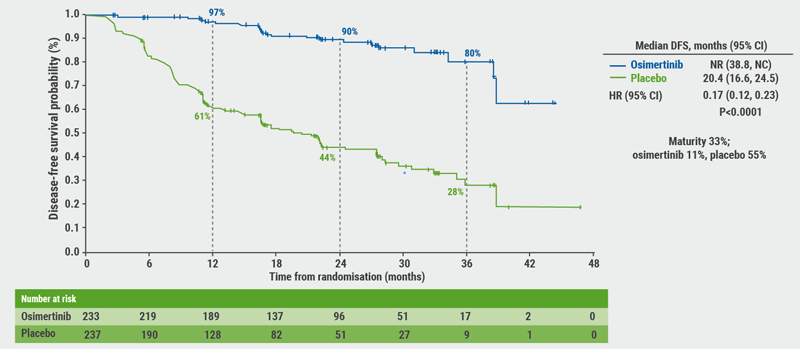 Disease-free survival probability (%)
1.0
0.9
0.8
0.7
0.6
0.5
0.4
0.3
0.2
0.1
0.0
97%
90%
80%
61%
44%
28%
0 6 12 18 24 30 36 42 48
Time from randomisation (months)
Median DFS, months (95% CI)
Osimertinib NR (38.8, NC)
Placebo 20.4 (16.6, 24.5)
HR (95% CI) 0.17 (0.12, 0.23)
P<0.0001
Maturity 33%;
osimertinib 11%, placebo 55%
Number at risk
Osimertinib 233 219 189 137 96 51 17 2 0
Placebo 237 190 128 82 51 27 9 1 0